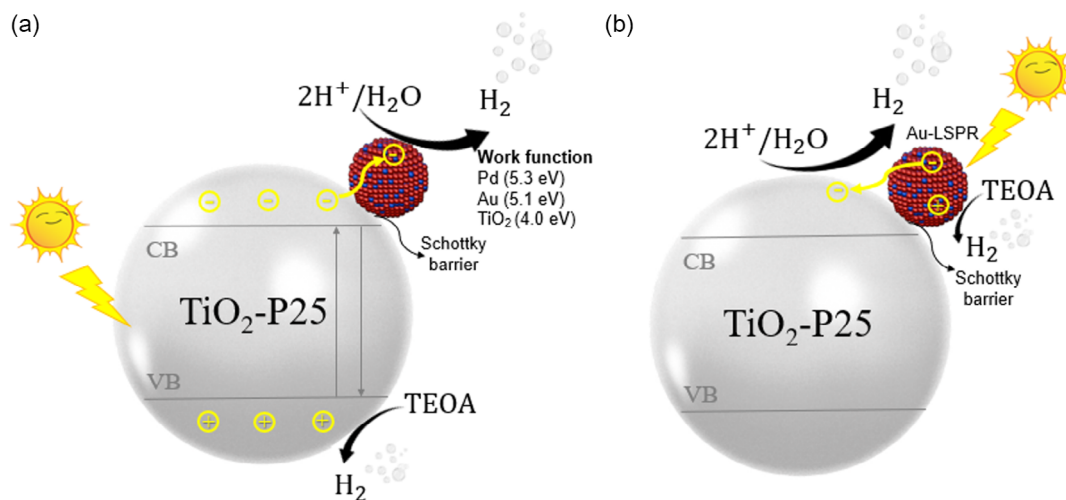 (a)
2H⁺/H₂O
H₂
Work function
Pd (5.3 eV)
Au (5.1 eV)
TiO₂ (4.0 eV)
Schottky
barrier
CB
TiO₂-P25
VB
TEOA
H₂
(b)
H₂
2H⁺/H₂O
Au-LSPR
TEOA
H₂
Schottky
barrier
CB
TiO₂-P25
VB